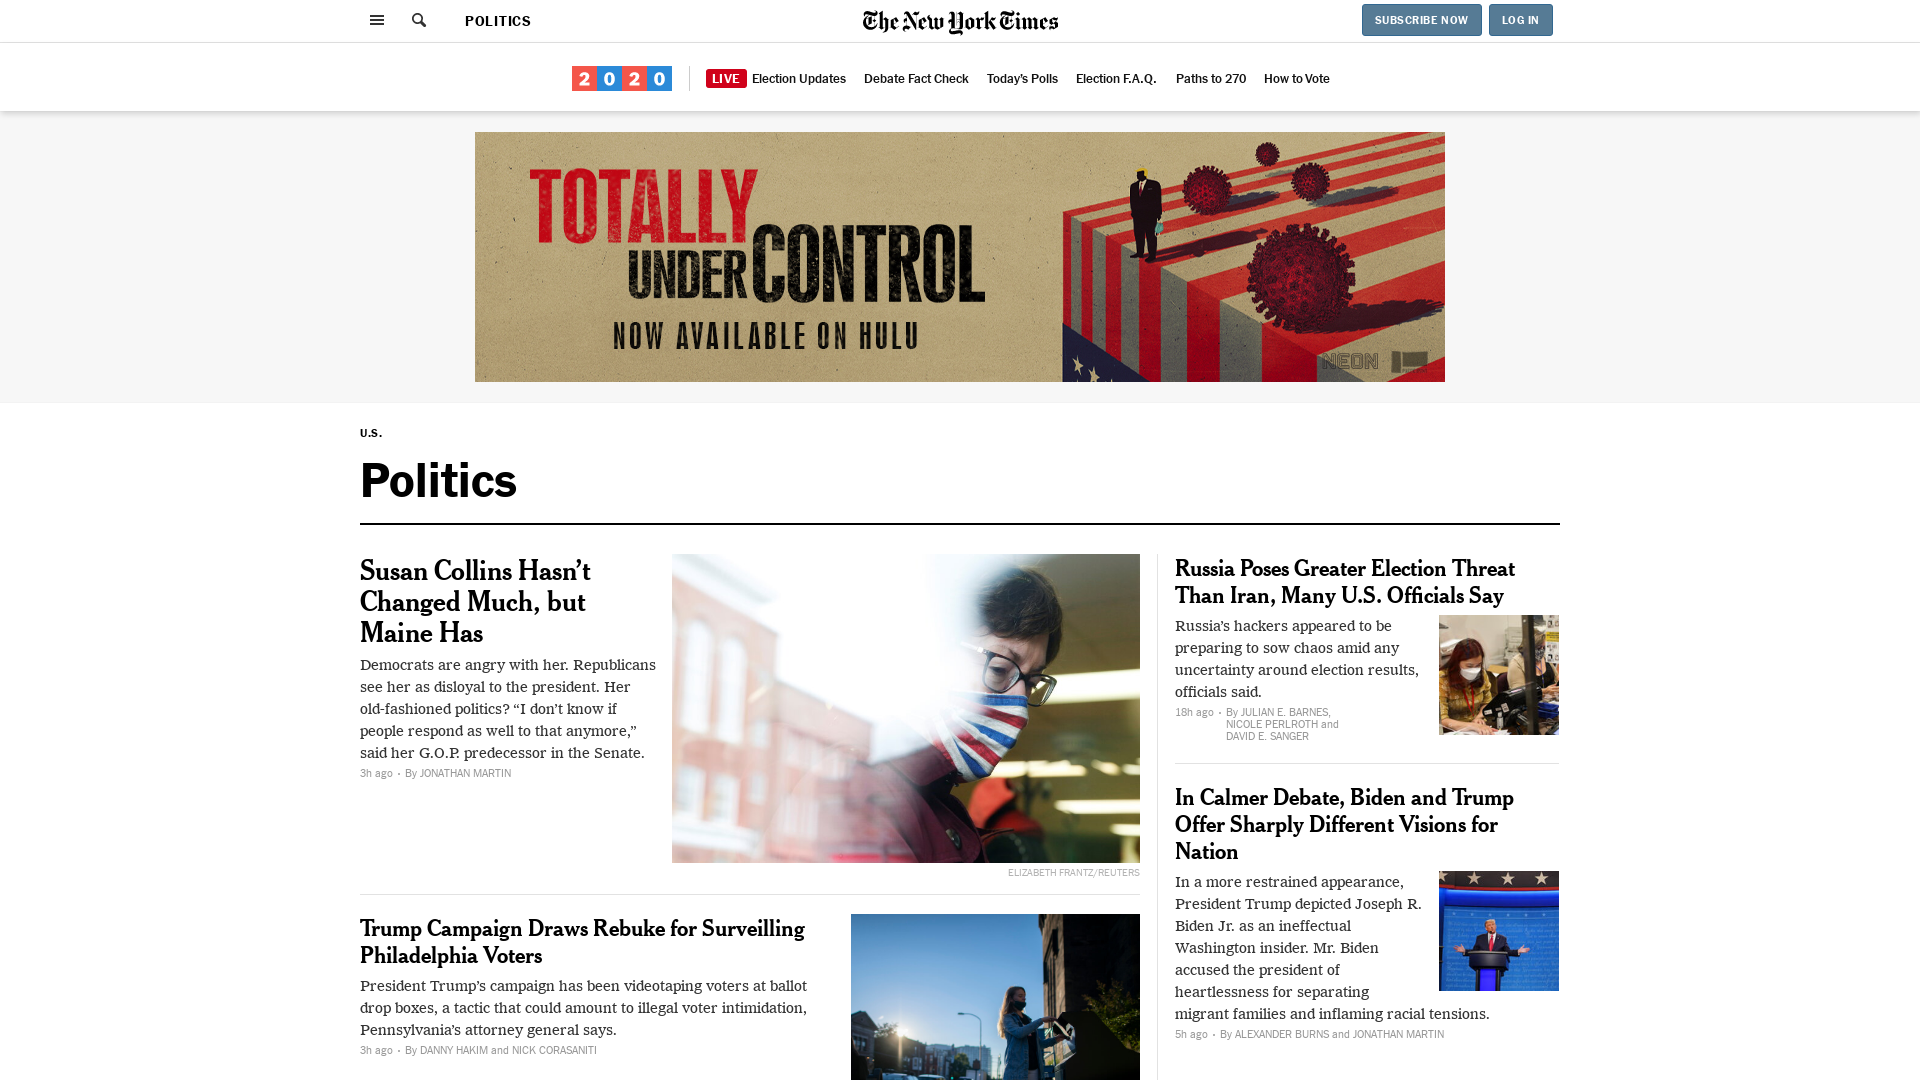 POLITICS
The New York Times
SUBSCRIBE NOW
LOG IN
2020
LIVE
Election Updates
Debate Fact Check
Today's Polls
Election F.A.Q.
Paths to 270
How to Vote
TOTALLY
UNDER CONTROL
NOW AVAILABLE ON HULU
NEON
U.S.
Politics
Susan Collins Hasn’t
Changed Much, but
Maine Has
Democrats are angry with her. Republicans
see her as disloyal to the president. Her
old-fashioned politics? “I don’t know if
people respond as well to that anymore,”
said her G.O.P. predecessor in the Senate.
3h ago • By JONATHAN MARTIN
ELIZABETH FRANTZ/REUTERS
Trump Campaign Draws Rebuke for Surveilling
Philadelphia Voters
President Trump’s campaign has been videotaping voters at ballot
drop boxes, a tactic that could amount to illegal voter intimidation,
Pennsylvania’s attorney general says.
3h ago • By DANNY HAKIM and NICK CORASANITI
Russia Poses Greater Election Threat
Than Iran, Many U.S. Officials Say
Russia’s hackers appeared to be
preparing to sow chaos amid any
uncertainty around election results,
officials said.
18h ago • By JULIAN E. BARNES,
NICOLE PERLROTH and
DAVID E. SANGER
In Calmer Debate, Biden and Trump
Offer Sharply Different Visions for
Nation
In a more restrained appearance,
President Trump depicted Joseph R.
Biden Jr. as an ineffectual
Washington insider. Mr. Biden
accused the president of
heartlessness for separating
migrant families and inflaming racial tensions.
5h ago • By ALEXANDER BURNS and JONATHAN MARTIN